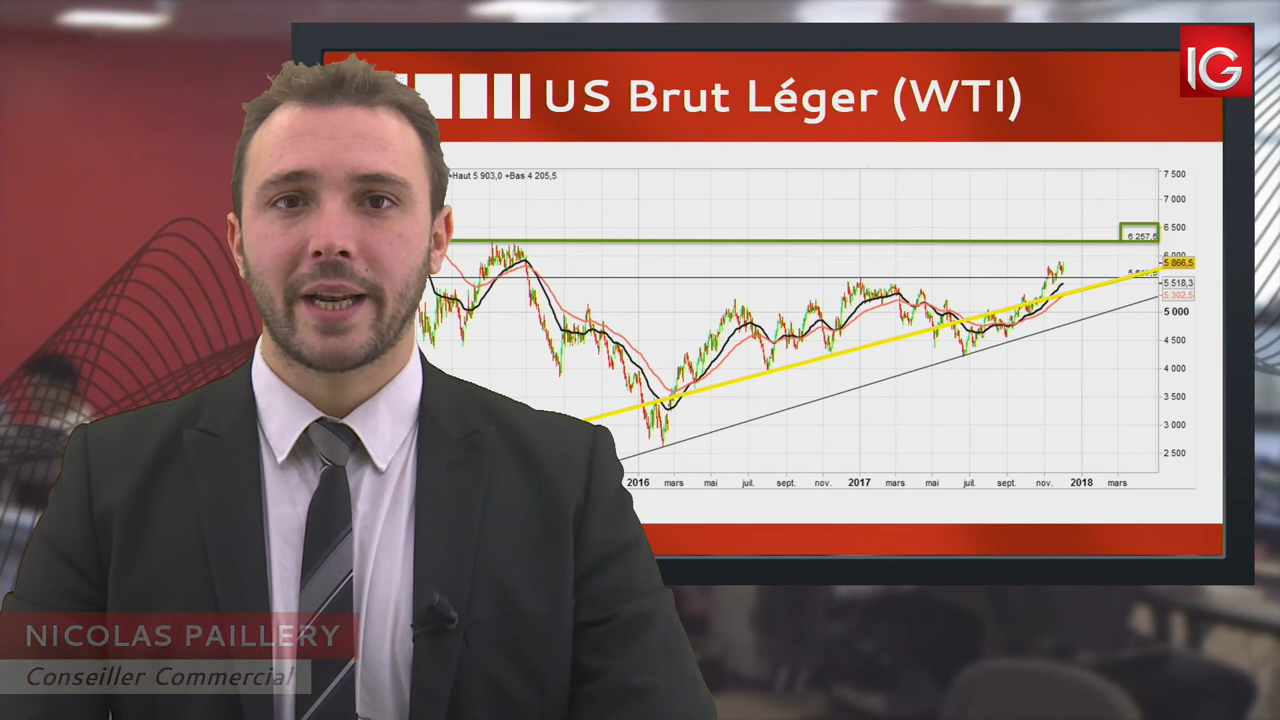 IG
US Brut Léger (WTI)
+Haut 5 903,0 +Bas 4 205,5
7 500
7 000
6 500
6 257,5
6 000
5 866,5
5 518,3
5 302,5
5 000
4 500
4 000
3 500
3 000
2 500
2016 mars mai juil. sept. nov. 2017 mars mai juil. sept. nov. 2018 mars
NICOLAS PAILLERY
Conseiller Commercial